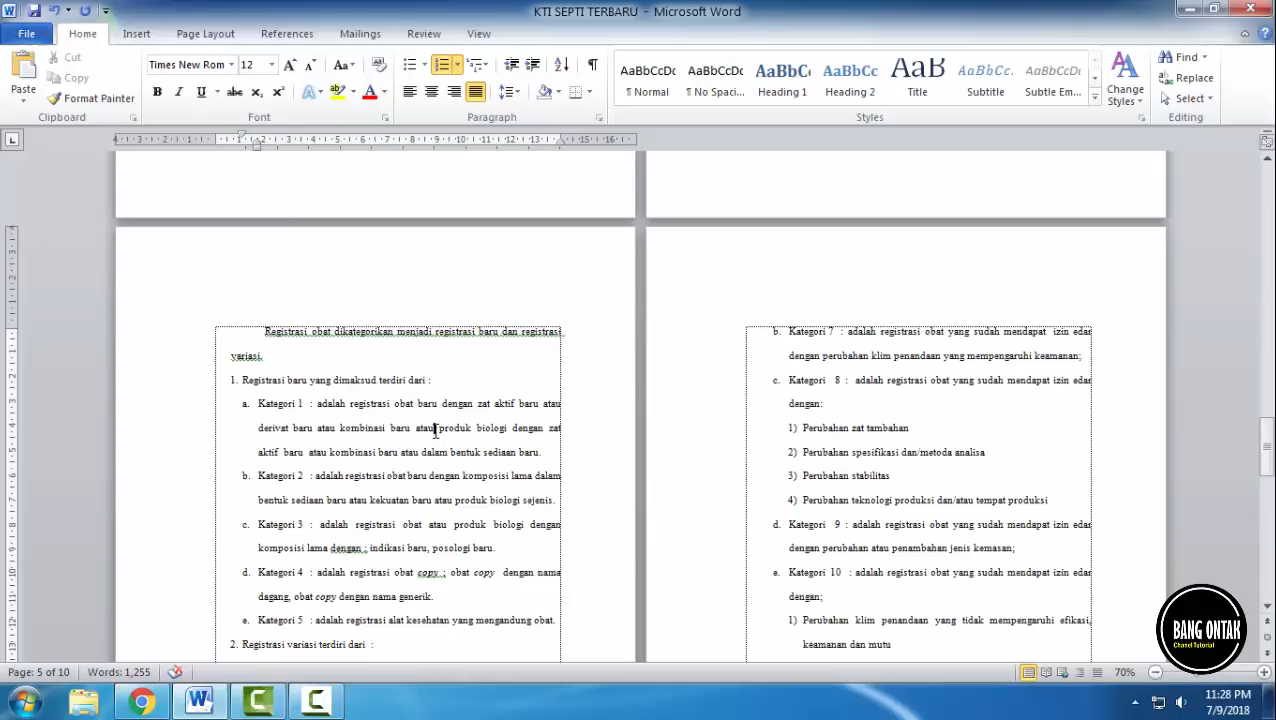 KTI SEPTI TERBARU - Microsoft Word
File Home Insert Page Layout References Mailings Review View
Paste
Cut
Copy
Format Painter
Clipboard
Times New Rom 12
Font
Paragraph
AaBbCcDc AaBbCcDc AaBbC AaBbCc AaB AaBbCc. AaBbCcDc
¶ Normal ¶ No Spaci... Heading 1 Heading 2 Title Subtitle Subtle Em...
Styles
Change Styles
Find
Replace
Select
Editing
Registrasi obat dikategorikan menjadi registrasi baru dan registrasi
variasi.
1. Registrasi baru yang dimaksud terdiri dari :
a. Kategori 1 : adalah registrasi obat baru dengan zat aktif baru atau
derivat baru atau kombinasi baru atau produk biologi dengan zat
aktif baru atau kombinasi baru atau dalam bentuk sediaan baru.
b. Kategori 2 : adalah registrasi obat baru dengan komposisi lama dalam
bentuk sediaan baru atau kekuatan baru atau produk biologi sejenis.
c. Kategori 3 : adalah registrasi obat atau produk biologi dengan
komposisi lama dengan ; indikasi baru, posologi baru.
d. Kategori 4 : adalah registrasi obat copy ; obat copy dengan nama
dagang, obat copy dengan nama generik.
e. Kategori 5 : adalah registrasi alat kesehatan yang mengandung obat.
2. Registrasi variasi terdiri dari :
b. Kategori 7 : adalah registrasi obat yang sudah mendapat izin edar
dengan perubahan klim penandaan yang mempengaruhi keamanan;
c. Kategori 8 : adalah registrasi obat yang sudah mendapat izin edar
dengan:
1) Perubahan zat tambahan
2) Perubahan spesifikasi dan/metoda analisa
3) Perubahan stabilitas
4) Perubahan teknologi produksi dan/atau tempat produksi
d. Kategori 9 : adalah registrasi obat yang sudah mendapat izin edar
dengan perubahan atau penambahan jenis kemasan;
e. Kategori 10 : adalah registrasi obat yang sudah mendapat izin edar
dengan;
1) Perubahan klim penandaan yang tidak mempengaruhi efikasi,
keamanan dan mutu
BANG ONTAK
Chanel Tutorial
Page: 5 of 10 Words: 1,255 70%
11:28 PM
7/9/2018